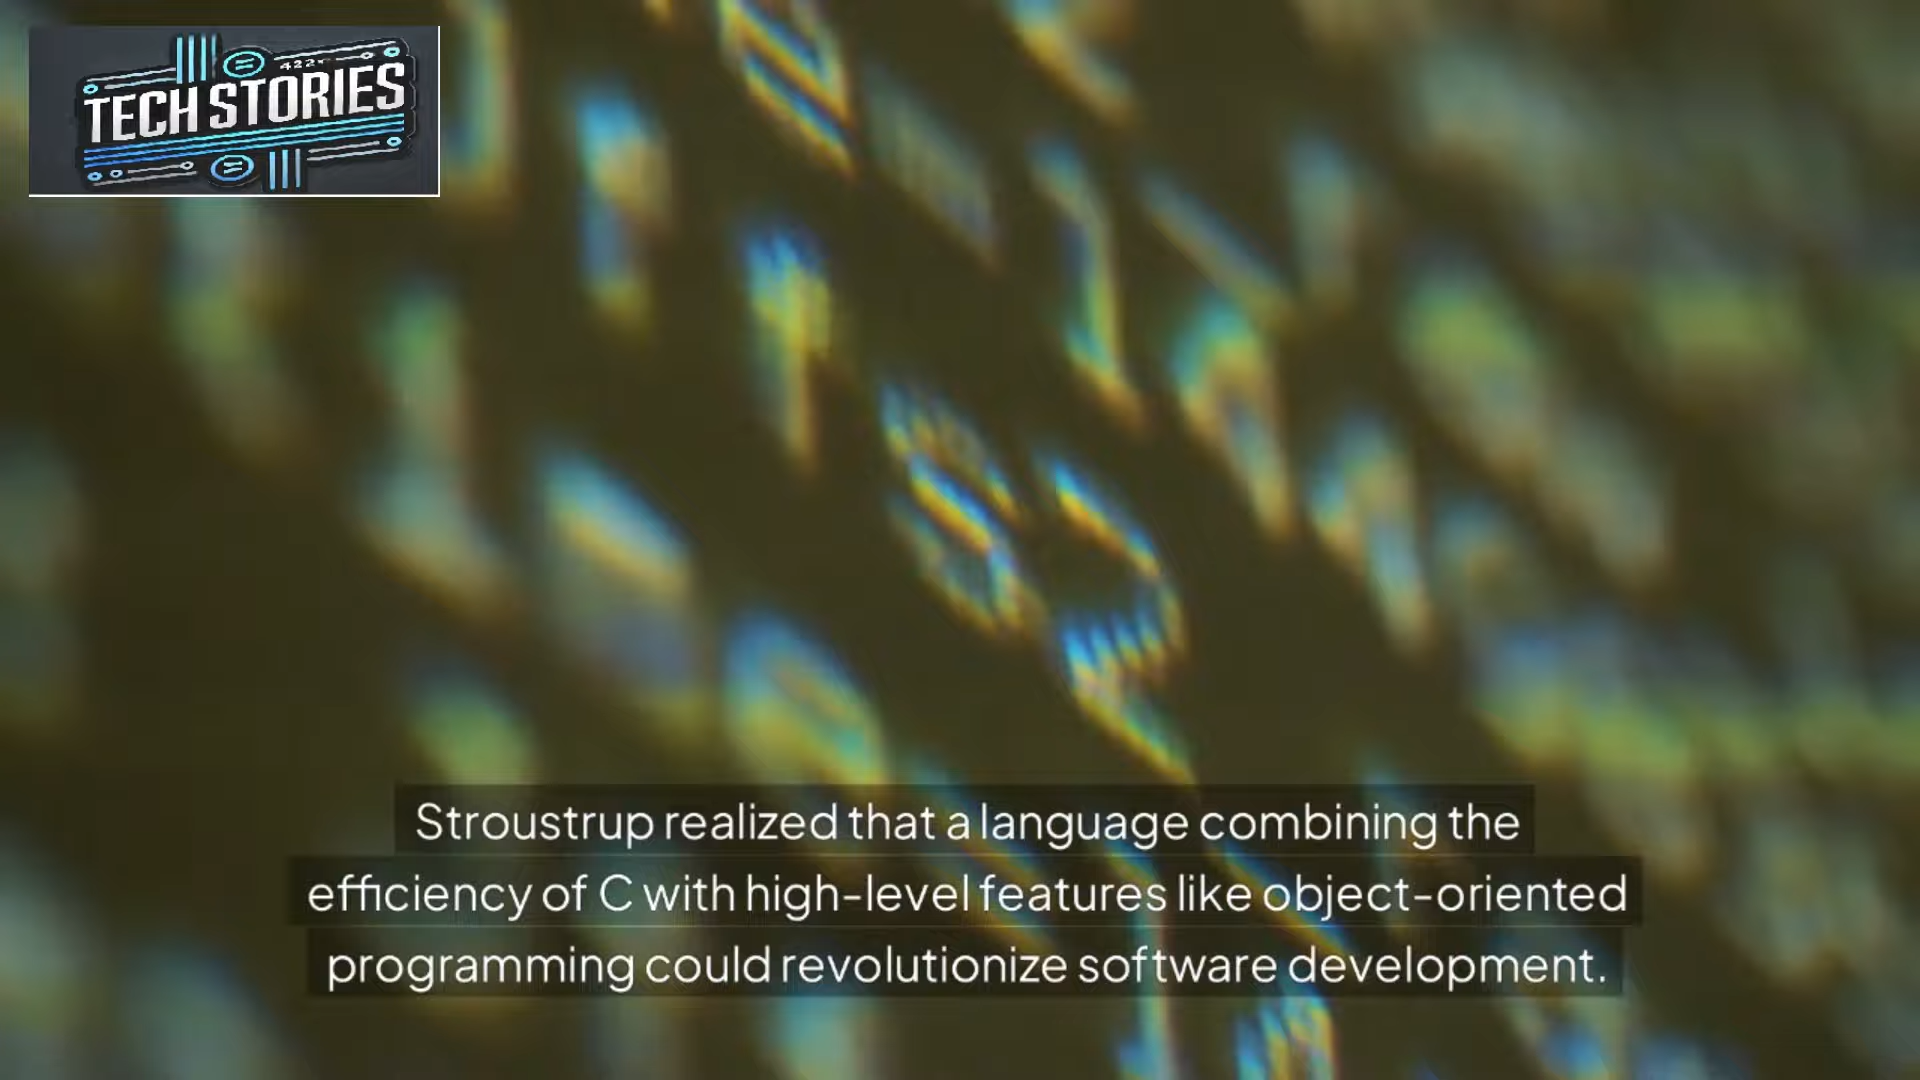 TECH STORIES
Stroustrup realized that a language combining the
efficiency of C with high-level features like object-oriented
programming could revolutionize software development.